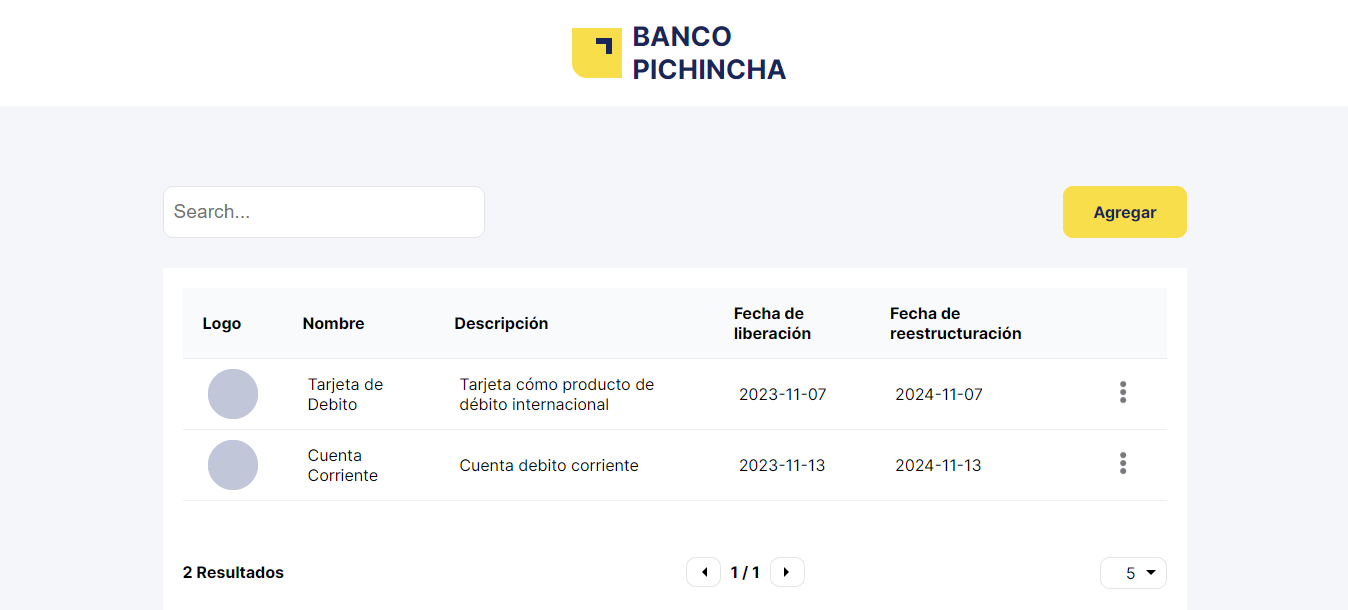 BANCO
PICHINCHA
Search...
Agregar
Logo
Nombre
Descripción
Fecha de
liberación
Fecha de
reestructuración
Tarjeta de
Debito
Tarjeta cómo producto de
débito internacional
2023-11-07
2024-11-07
Cuenta
Corriente
Cuenta debito corriente
2023-11-13
2024-11-13
2 Resultados
1 / 1
5